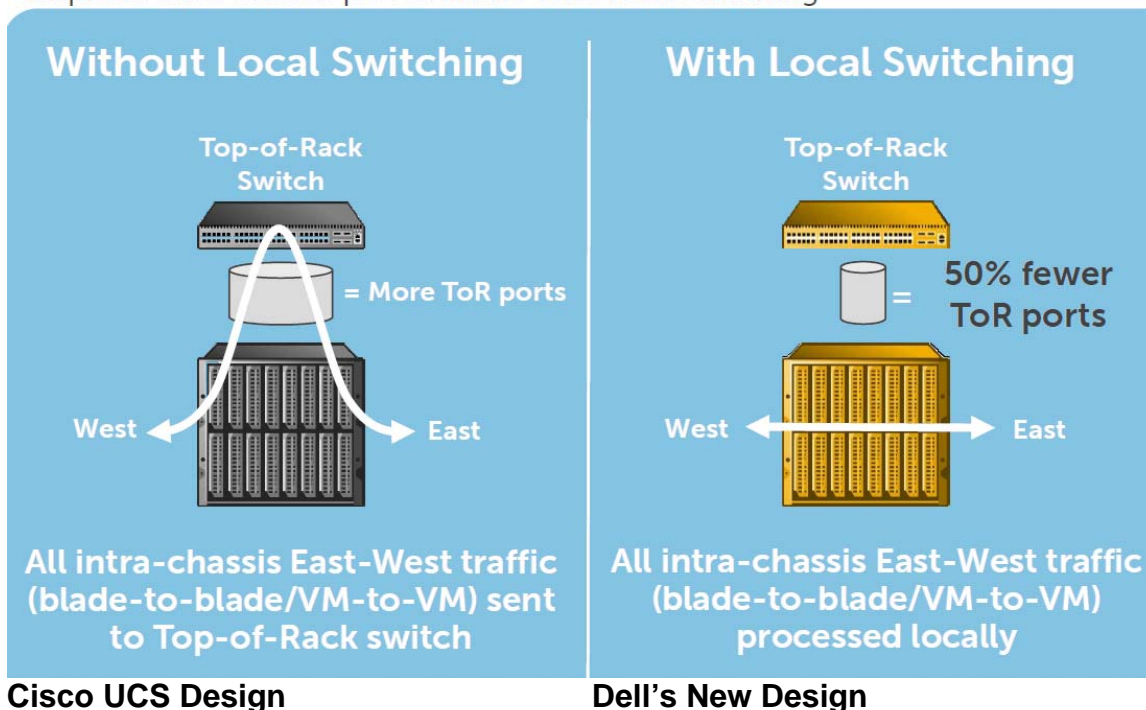 Without Local Switching
Top-of-Rack
Switch
= More ToR ports
West
East
All intra-chassis East-West traffic
(blade-to-blade/VM-to-VM) sent
to Top-of-Rack switch
With Local Switching
Top-of-Rack
Switch
=
50% fewer
ToR ports
West
East
All intra-chassis East-West traffic
(blade-to-blade/VM-to-VM)
processed locally
Cisco UCS Design
Dell's New Design